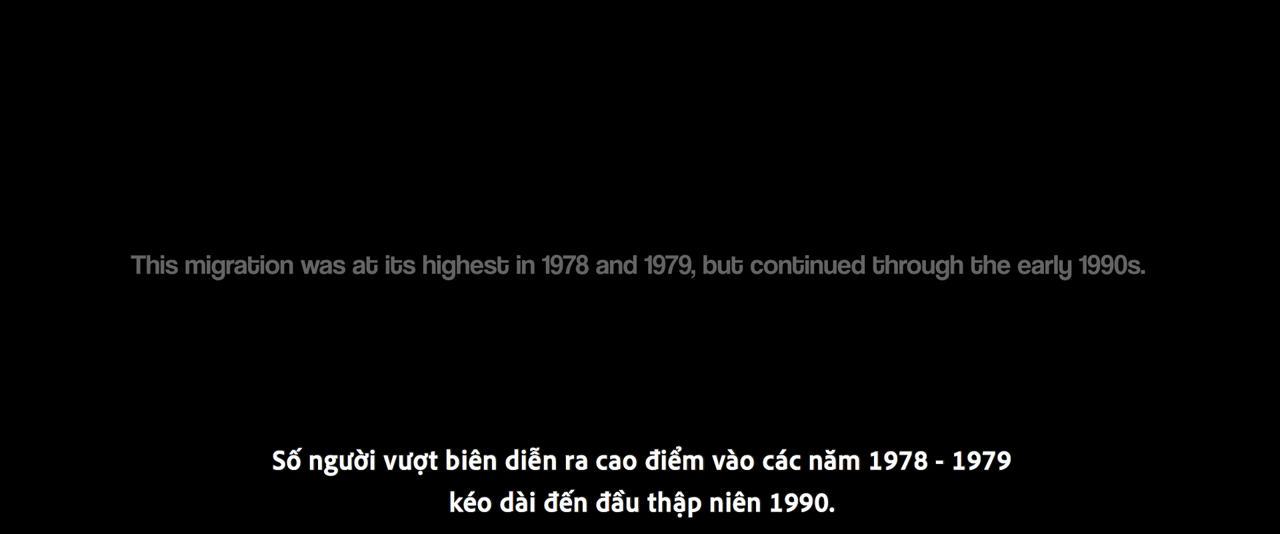 This migration was at its highest in 1978 and 1979, but continued through the early 1990s.
Số người vượt biên diễn ra cao điểm vào các năm 1978 - 1979
kéo dài đến đầu thập niên 1990.